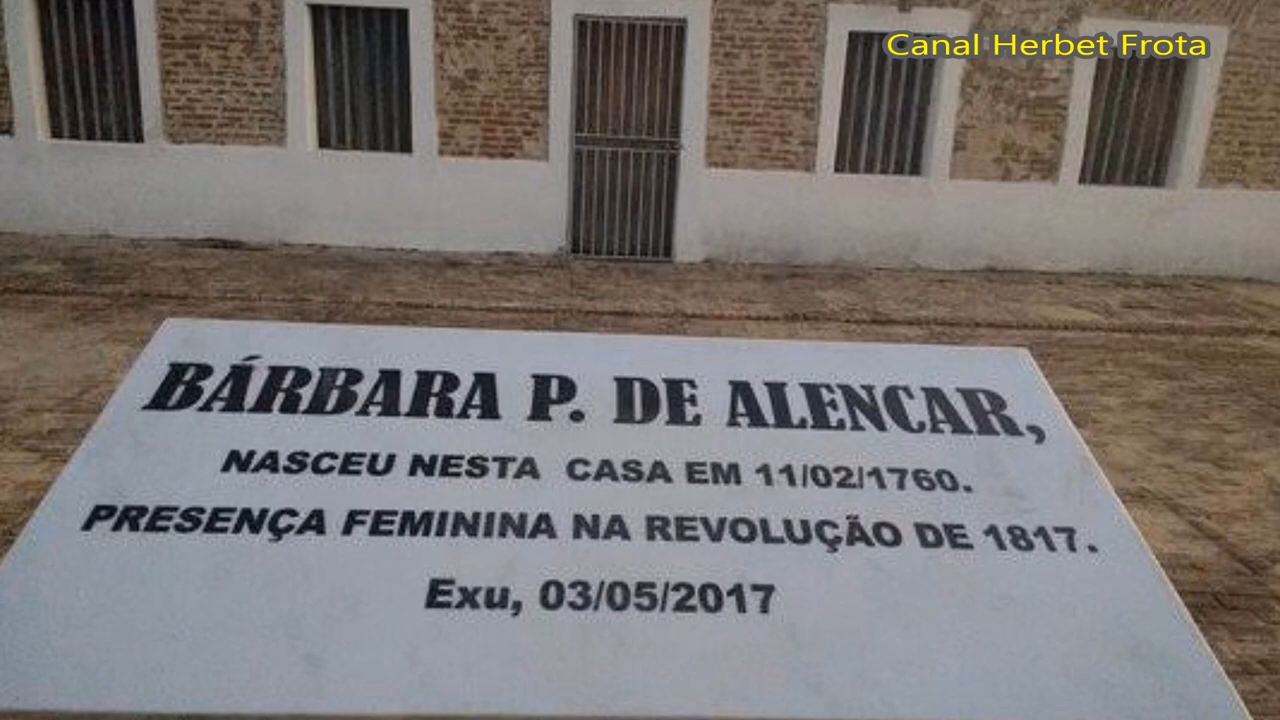 Canal Herbet Frota
BÁRBARA P. DE ALENCAR,
NASCEU NESTA CASA EM 11/02/1760.
PRESENÇA FEMININA NA REVOLUÇÃO DE 1817.
Exu, 03/05/2017